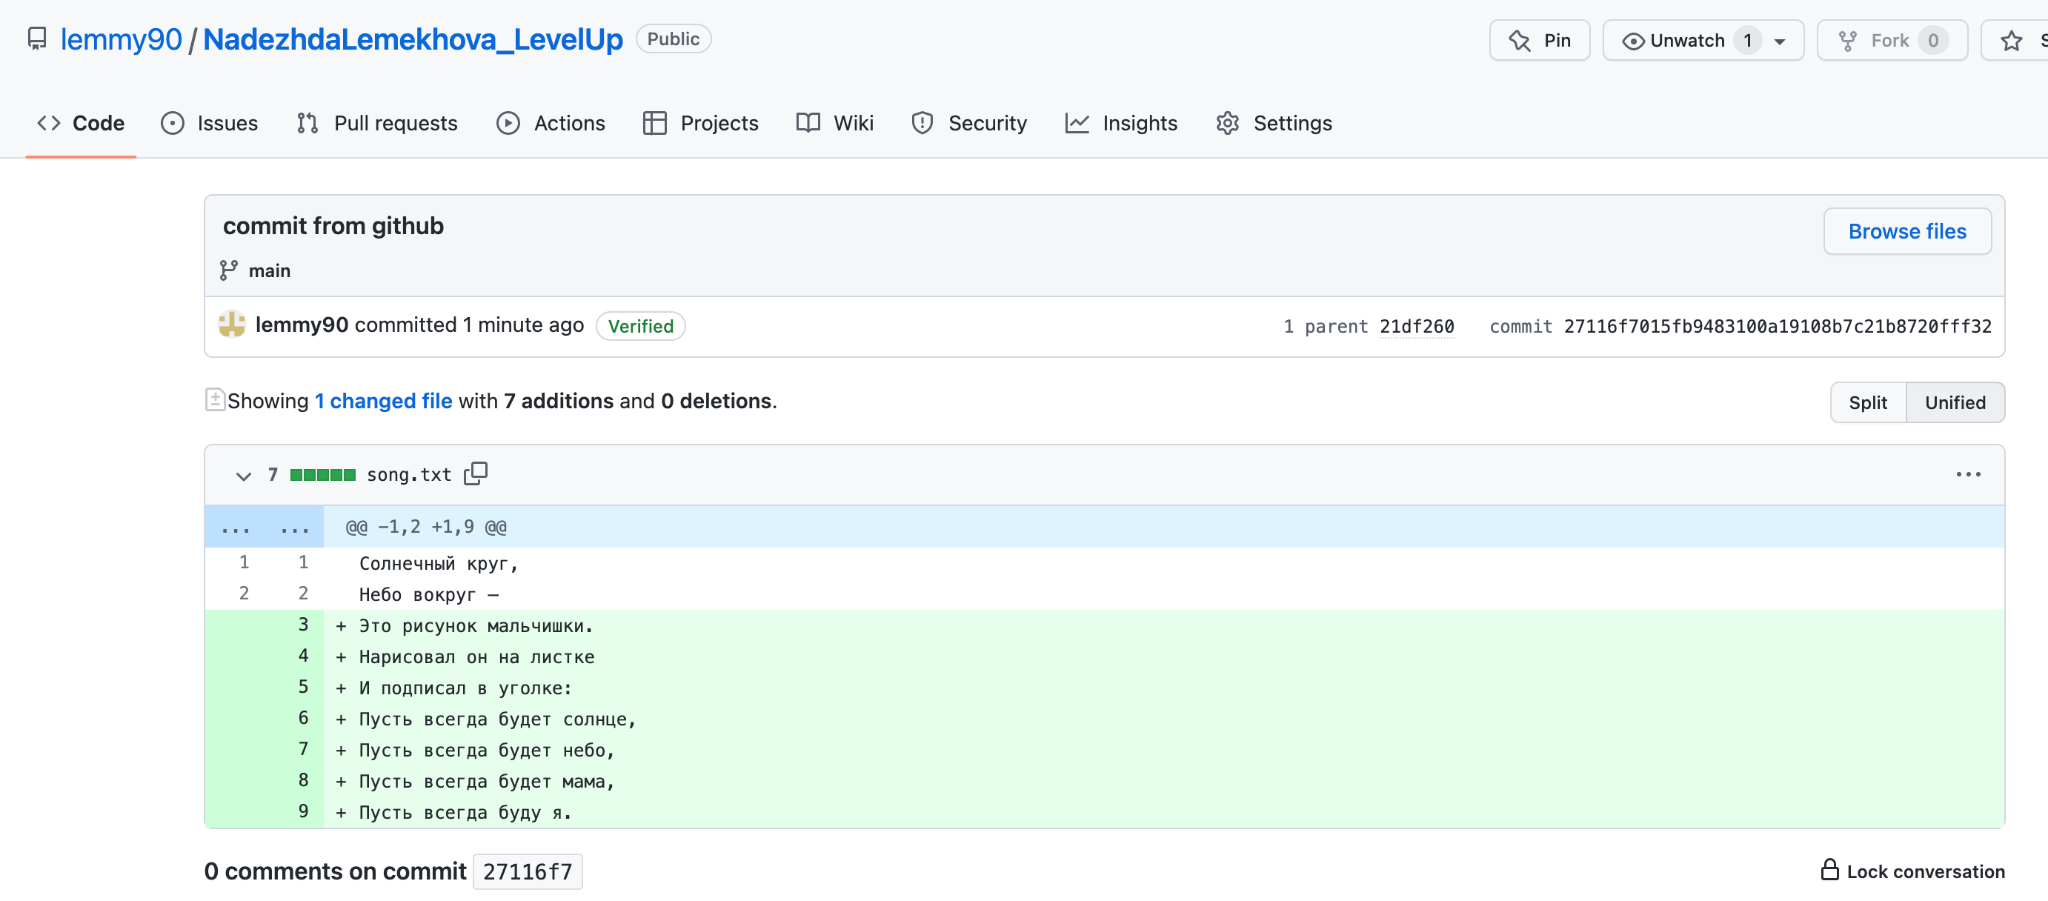 lemmy90 / NadezhdaLemekhova_LevelUp Public Pin Unwatch 1 Fork 0
Code Issues Pull requests Actions Projects Wiki Security Insights Settings
commit from github
Browse files
main
lemmy90 committed 1 minute ago Verified 1 parent 21df260 commit 27116f7015fb9483100a19108b7c21b8720fff32
Showing 1 changed file with 7 additions and 0 deletions.
Split Unified
7 song.txt
... ... @@ -1,2 +1,9 @@
1 1 Солнечный круг,
2 2 Небо вокруг –
3 + Это рисунок мальчишки.
4 + Нарисовал он на листке
5 + И подписал в уголке:
6 + Пусть всегда будет солнце,
7 + Пусть всегда будет небо,
8 + Пусть всегда будет мама,
9 + Пусть всегда буду я.
0 comments on commit 27116f7
Lock conversation